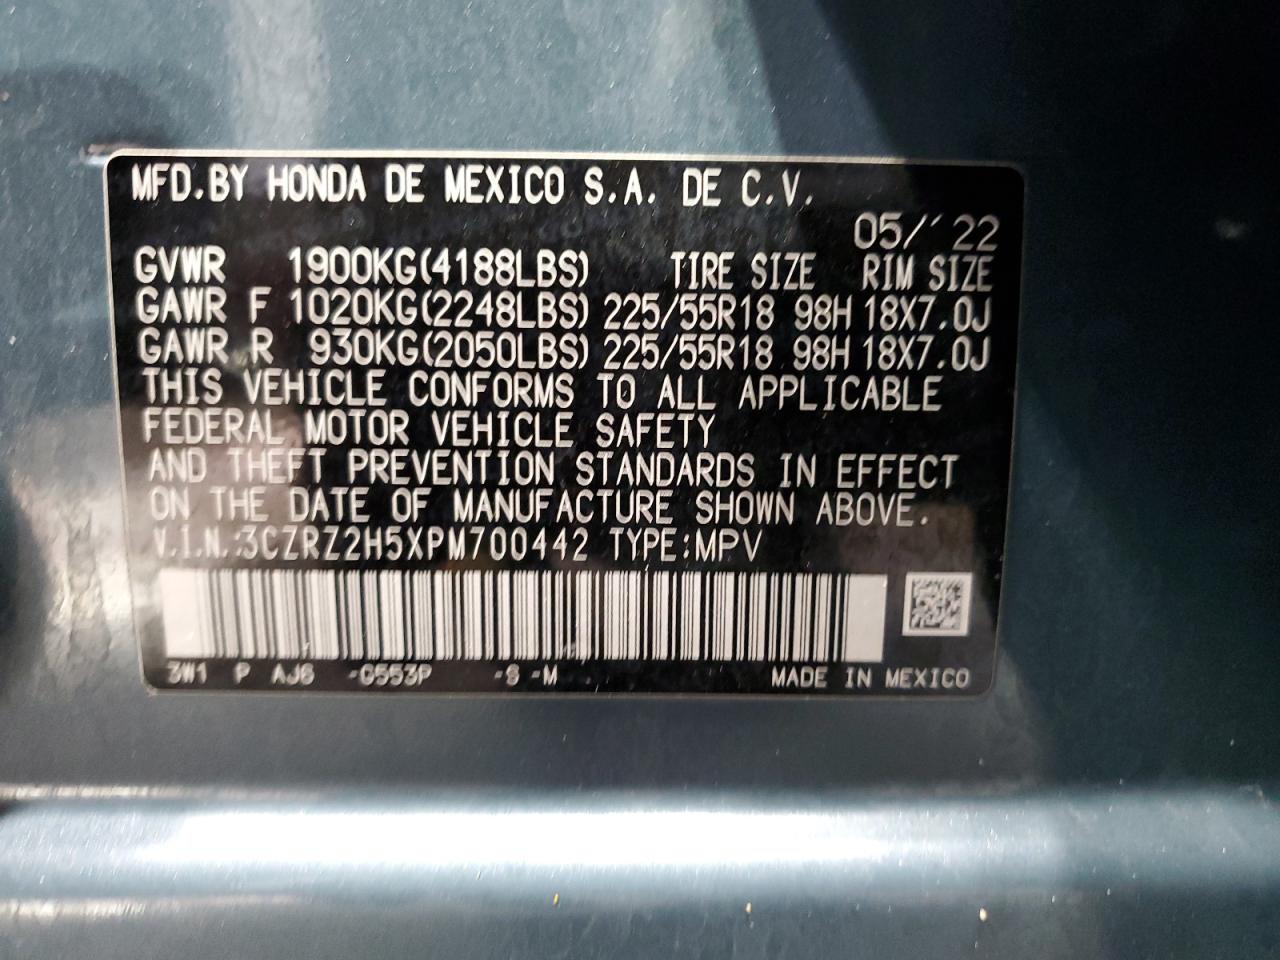 MFD.BY HONDA DE MEXICO S.A. DE C.V.
05/'22
GVWR 1900KG(4188LBS) TIRE SIZE RIM SIZE
GAWR F 1020KG(2248LBS) 225/55R18 98H 18X7.0J
GAWR R 930KG(2050LBS) 225/55R18 98H 18X7.0J
THIS VEHICLE CONFORMS TO ALL APPLICABLE
FEDERAL MOTOR VEHICLE SAFETY
AND THEFT PREVENTION STANDARDS IN EFFECT
ON THE DATE OF MANUFACTURE SHOWN ABOVE.
V.I.N.:3CZRZ2H5XPM700442 TYPE:MPV
3W1 P AJ6 -G553P -S -M MADE IN MEXICO